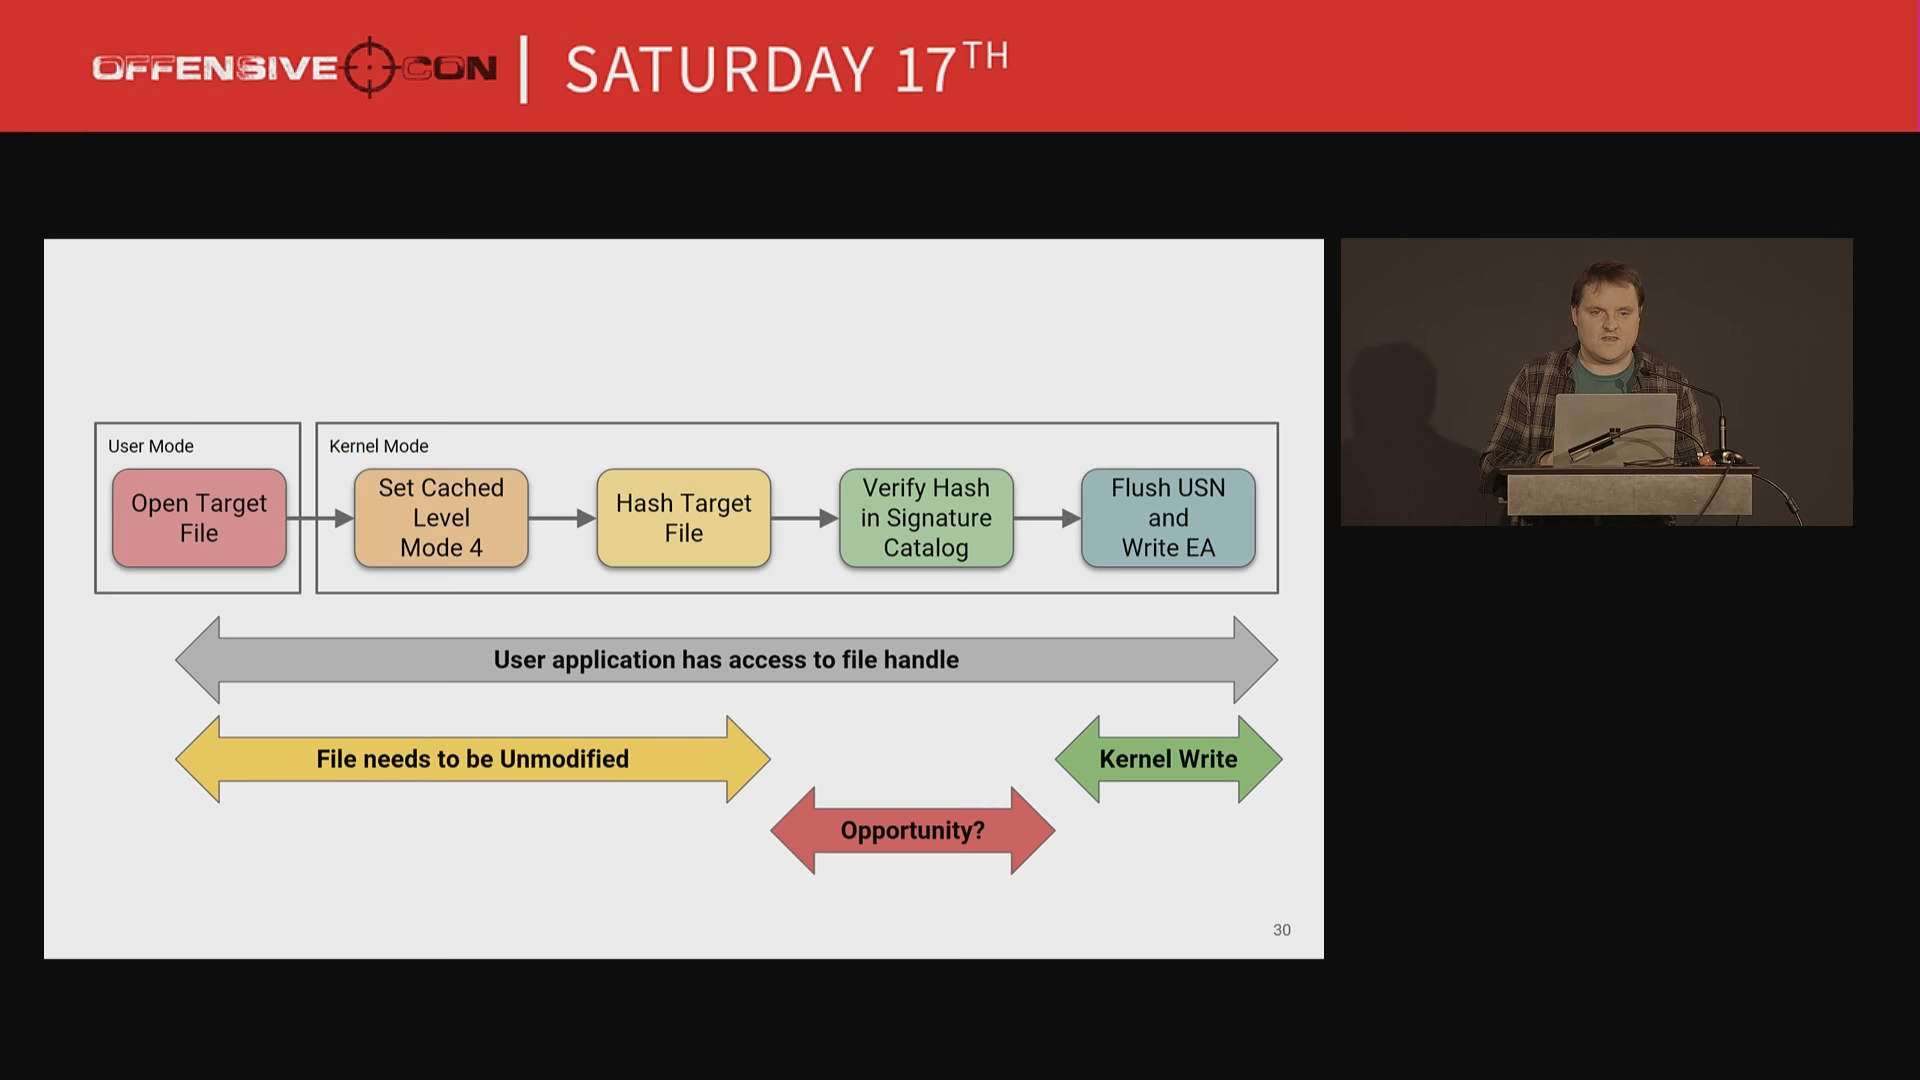 OFFENSIVE CON | SATURDAY 17TH
User Mode
Open Target
File
Kernel Mode
Set Cached
Level
Mode 4
Hash Target
File
Verify Hash
in Signature
Catalog
Flush USN
and
Write EA
User application has access to file handle
File needs to be Unmodified
Kernel Write
Opportunity?
30